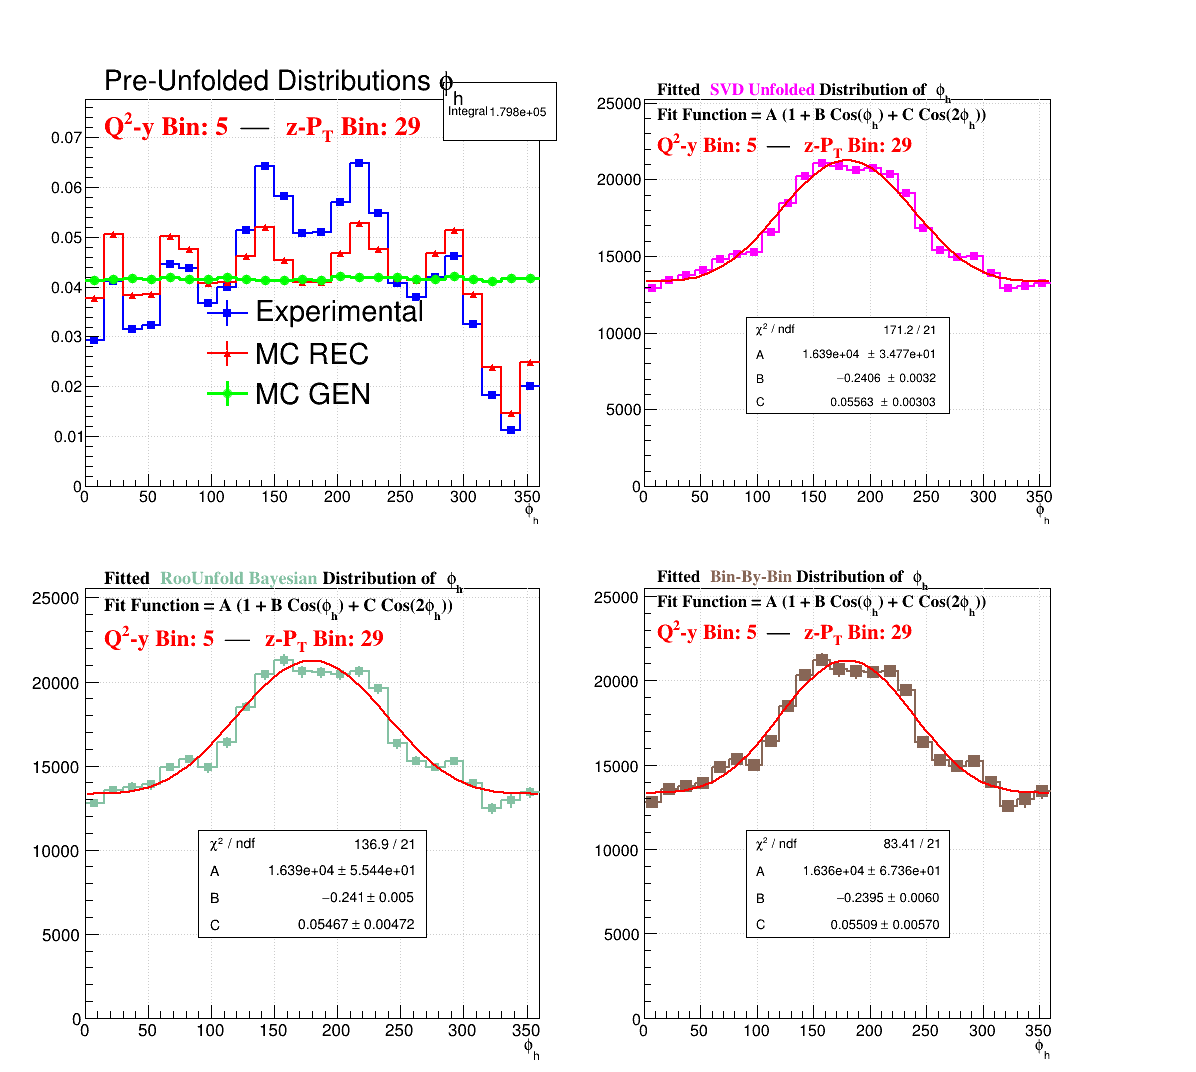 Pre-Unfolded Distributions ϕh
Integral 1.798e+05
Q²-y Bin: 5 — z-PT Bin: 29
0.07
0.06
0.05
0.04
0.03
0.02
0.01
0
Experimental
MC REC
MC GEN
0 50 100 150 200 250 300 350
ϕh
Fitted SVD Unfolded Distribution of ϕh
Fit Function = A (1 + B Cos(ϕh) + C Cos(2ϕh))
Q²-y Bin: 5 — z-PT Bin: 29
25000
20000
15000
10000
5000
0
χ² / ndf 171.2 / 21
A 1.639e+04 ± 3.477e+01
B −0.2406 ± 0.0032
C 0.05563 ± 0.00303
0 50 100 150 200 250 300 350
ϕh
Fitted RooUnfold Bayesian Distribution of ϕh
Fit Function = A (1 + B Cos(ϕh) + C Cos(2ϕh))
Q²-y Bin: 5 — z-PT Bin: 29
25000
20000
15000
10000
5000
0
χ² / ndf 136.9 / 21
A 1.639e+04 ± 5.544e+01
B −0.241 ± 0.005
C 0.05467 ± 0.00472
0 50 100 150 200 250 300 350
ϕh
Fitted Bin-By-Bin Distribution of ϕh
Fit Function = A (1 + B Cos(ϕh) + C Cos(2ϕh))
Q²-y Bin: 5 — z-PT Bin: 29
25000
20000
15000
10000
5000
0
χ² / ndf 83.41 / 21
A 1.636e+04 ± 6.736e+01
B −0.2395 ± 0.0060
C 0.05509 ± 0.00570
0 50 100 150 200 250 300 350
ϕh